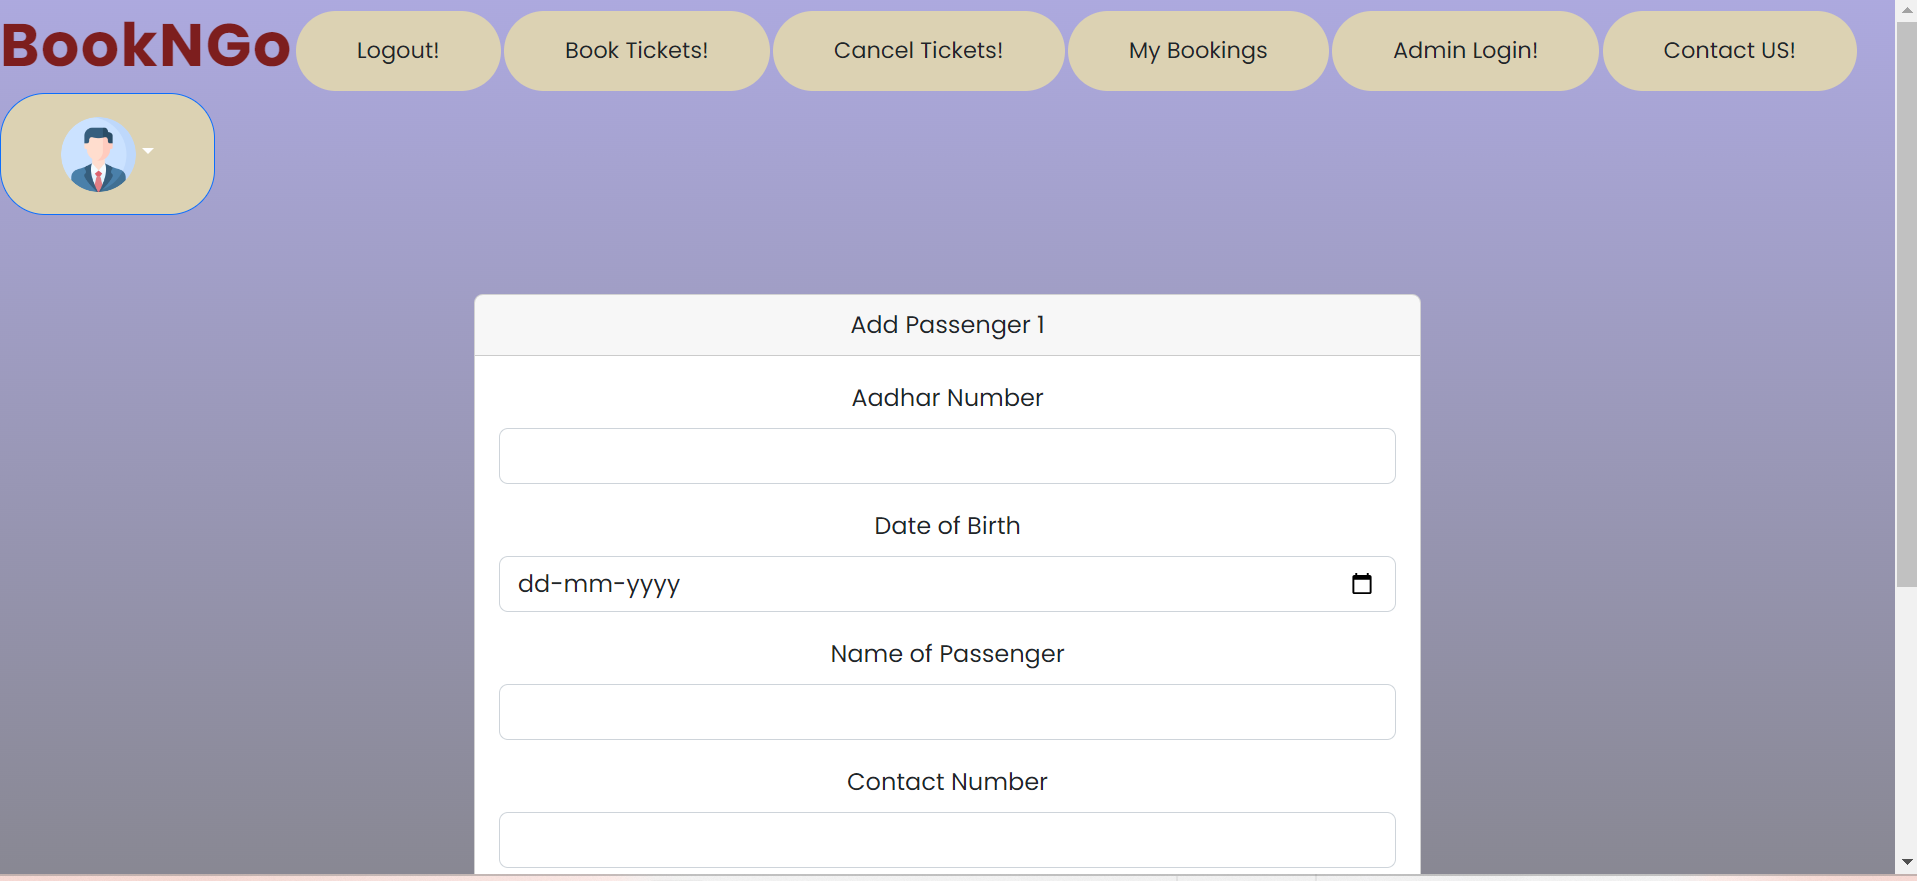 BookNGo Logout! Book Tickets! Cancel Tickets! My Bookings Admin Login! Contact US!
Add Passenger 1
Aadhar Number
Date of Birth
dd-mm-yyyy
Name of Passenger
Contact Number